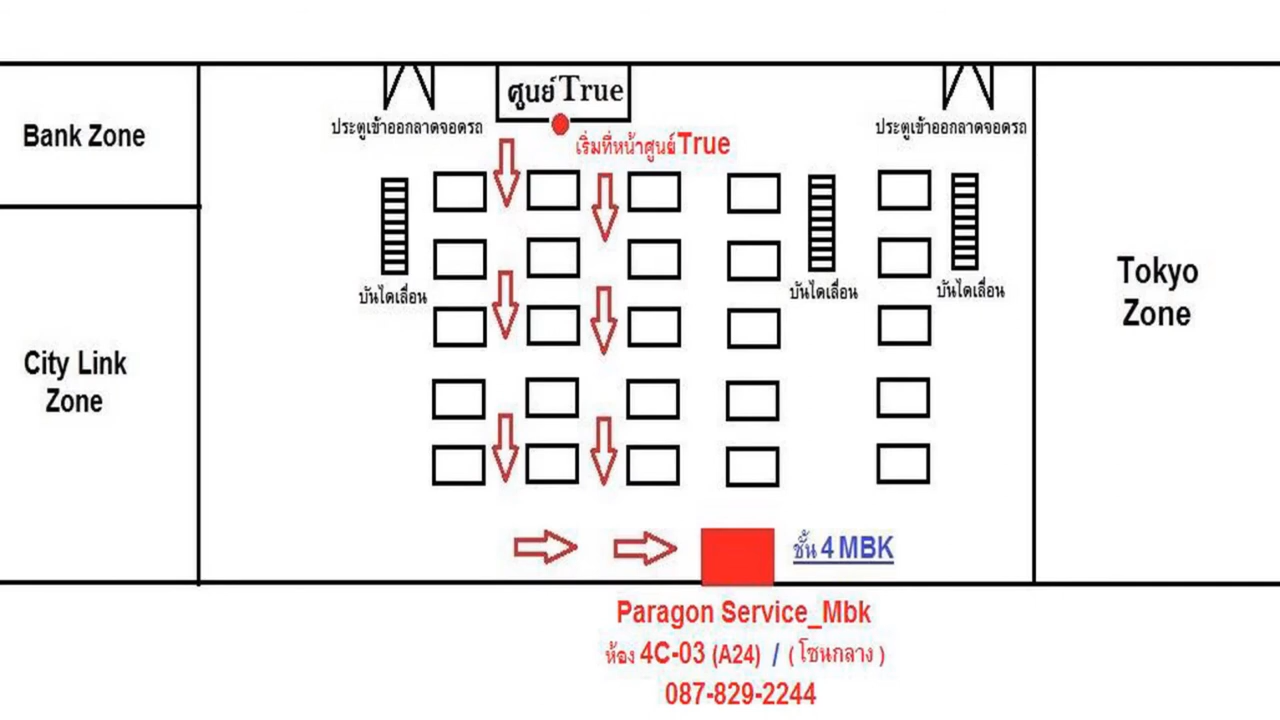 ศูนย์True
Bank Zone
ประตูเข้าออกลาดจอดรถ
ประตูเข้าออกลาดจอดรถ
เริ่มที่หน้าศูนย์True
บันไดเลื่อน
บันไดเลื่อน
บันไดเลื่อน
Tokyo
Zone
City Link
Zone
ชั้น 4 MBK
Paragon Service_Mbk
ห้อง 4C-03 (A24) / ( โซนกลาง )
087-829-2244